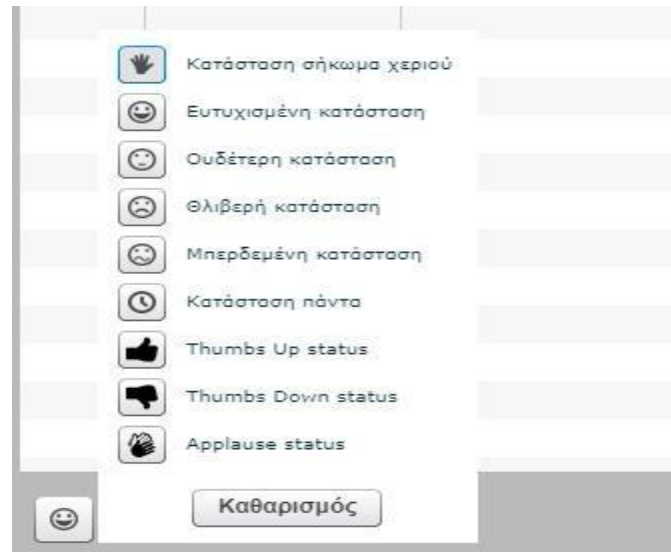 Κατάσταση σήκωμα χεριού
Ευτυχισμένη κατάσταση
Ουδέτερη κατάσταση
Θλιβερή κατάσταση
Μπερδεμένη κατάσταση
Κατάσταση πάντα
Thumbs Up status
Thumbs Down status
Applause status
Καθαρισμός